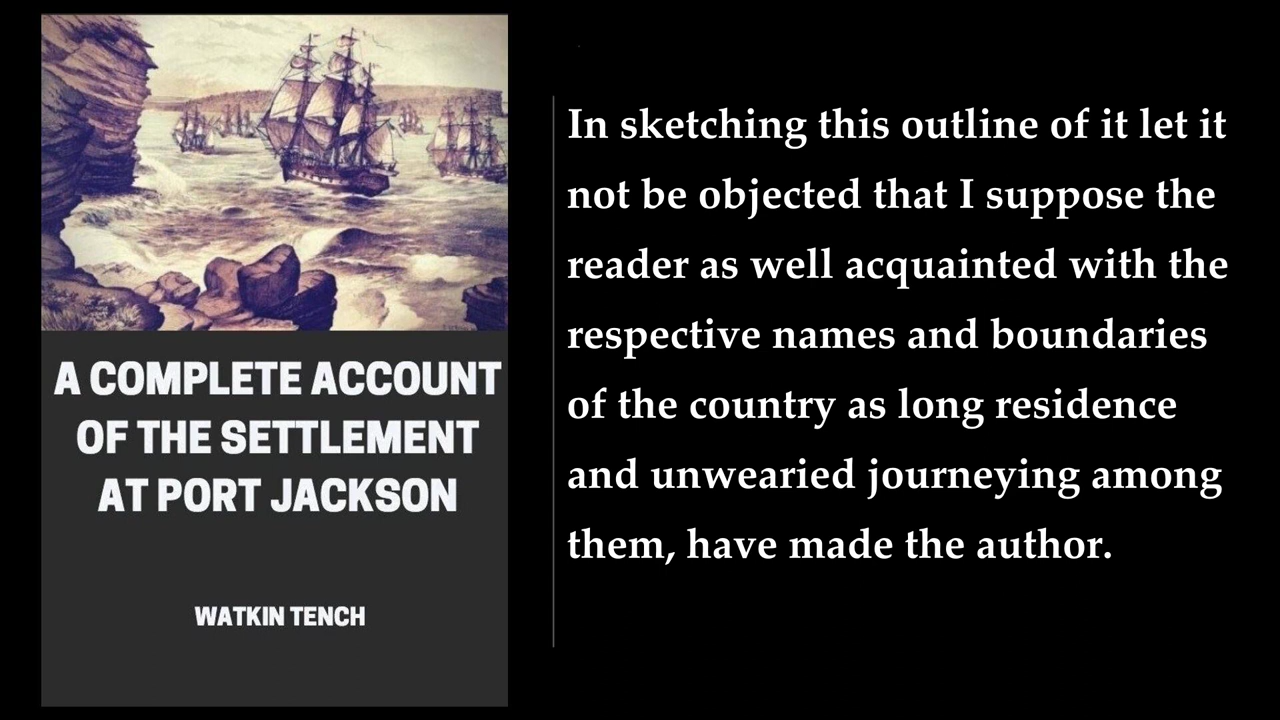 A COMPLETE ACCOUNT
OF THE SETTLEMENT
AT PORT JACKSON
WATKIN TENCH
In sketching this outline of it let it
not be objected that I suppose the
reader as well acquainted with the
respective names and boundaries
of the country as long residence
and unwearied journeying among
them, have made the author.